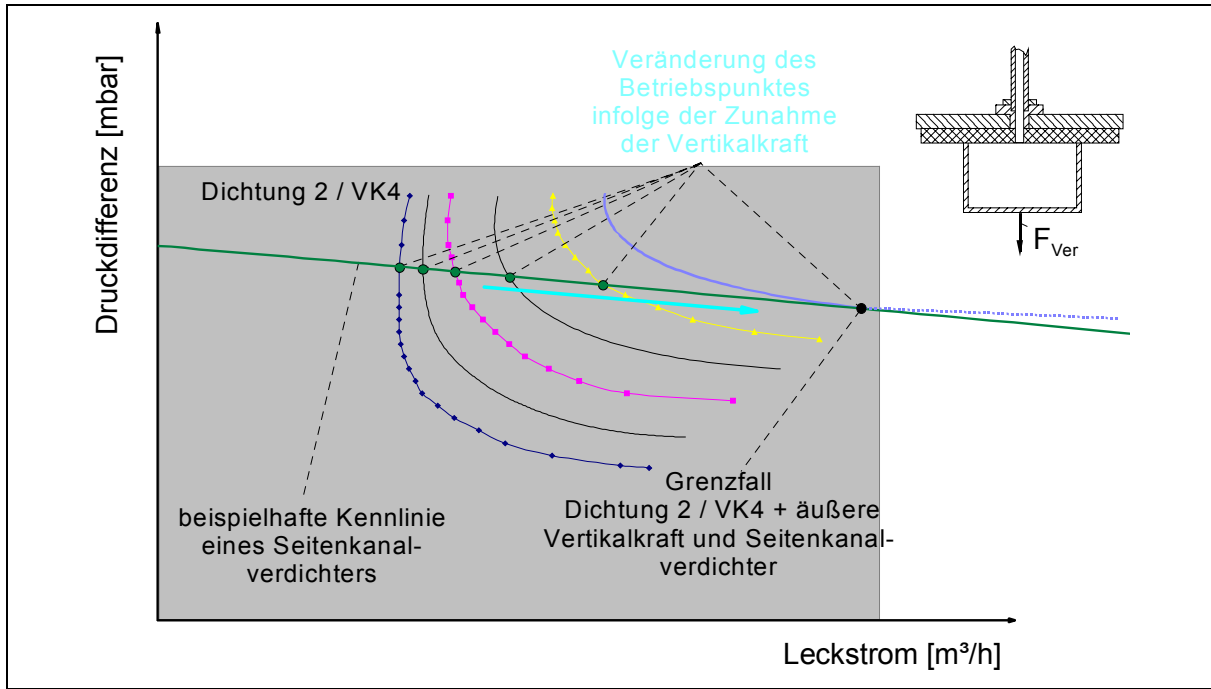 Druckdifferenz [mbar]
Veränderung des
Betriebspunktes
infolge der Zunahme
der Vertikalkraft
Dichtung 2 / VK4
F_Ver
beispielhafte Kennlinie
eines Seitenkanal-
verdichters
Grenzfall
Dichtung 2 / VK4 + äußere
Vertikalkraft und Seitenkanal-
verdichter
Leckstrom [m³/h]